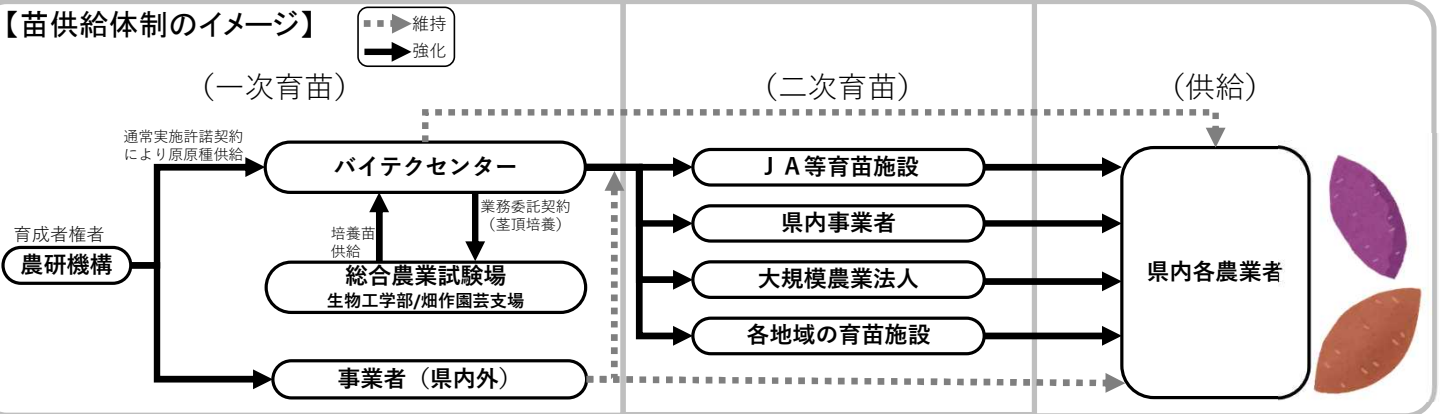 【苗供給体制のイメージ】
維持
強化
(一次育苗)
(二次育苗)
(供給)
通常実施許諾契約
により原原種供給
バイテクセンター
JA等育苗施設
業務委託契約
(茎頂培養)
県内事業者
育成者権者
農研機構
培養苗
供給
総合農業試験場
生物工学部/畑作園芸支場
大規模農業法人
県内各農業者
各地域の育苗施設
事業者(県内外)